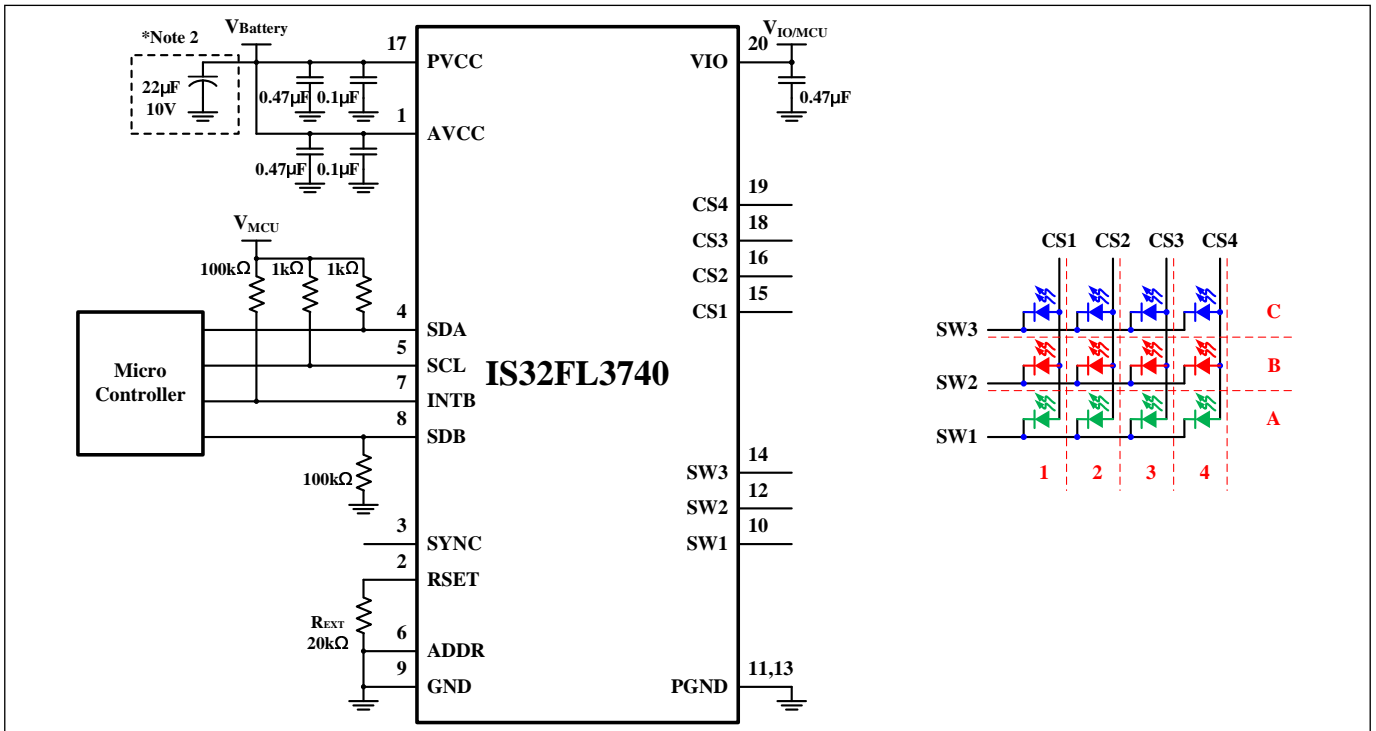 *Note 2
VBattery
22µF
10V
0.47µF
0.1µF
0.47µF
0.1µF
17
PVCC
1
AVCC
VMCU
100kΩ
1kΩ
1kΩ
Micro
Controller
4
SDA
5
SCL
7
INTB
8
SDB
100kΩ
3
SYNC
2
RSET
REXT
20kΩ
6
ADDR
9
GND
IS32FL3740
VIO/MCU
20
VIO
0.47µF
19
CS4
18
CS3
16
CS2
15
CS1
14
SW3
12
SW2
10
SW1
11,13
PGND
CS1 CS2 CS3 CS4
SW3 C
SW2 B
SW1 A
1 2 3 4